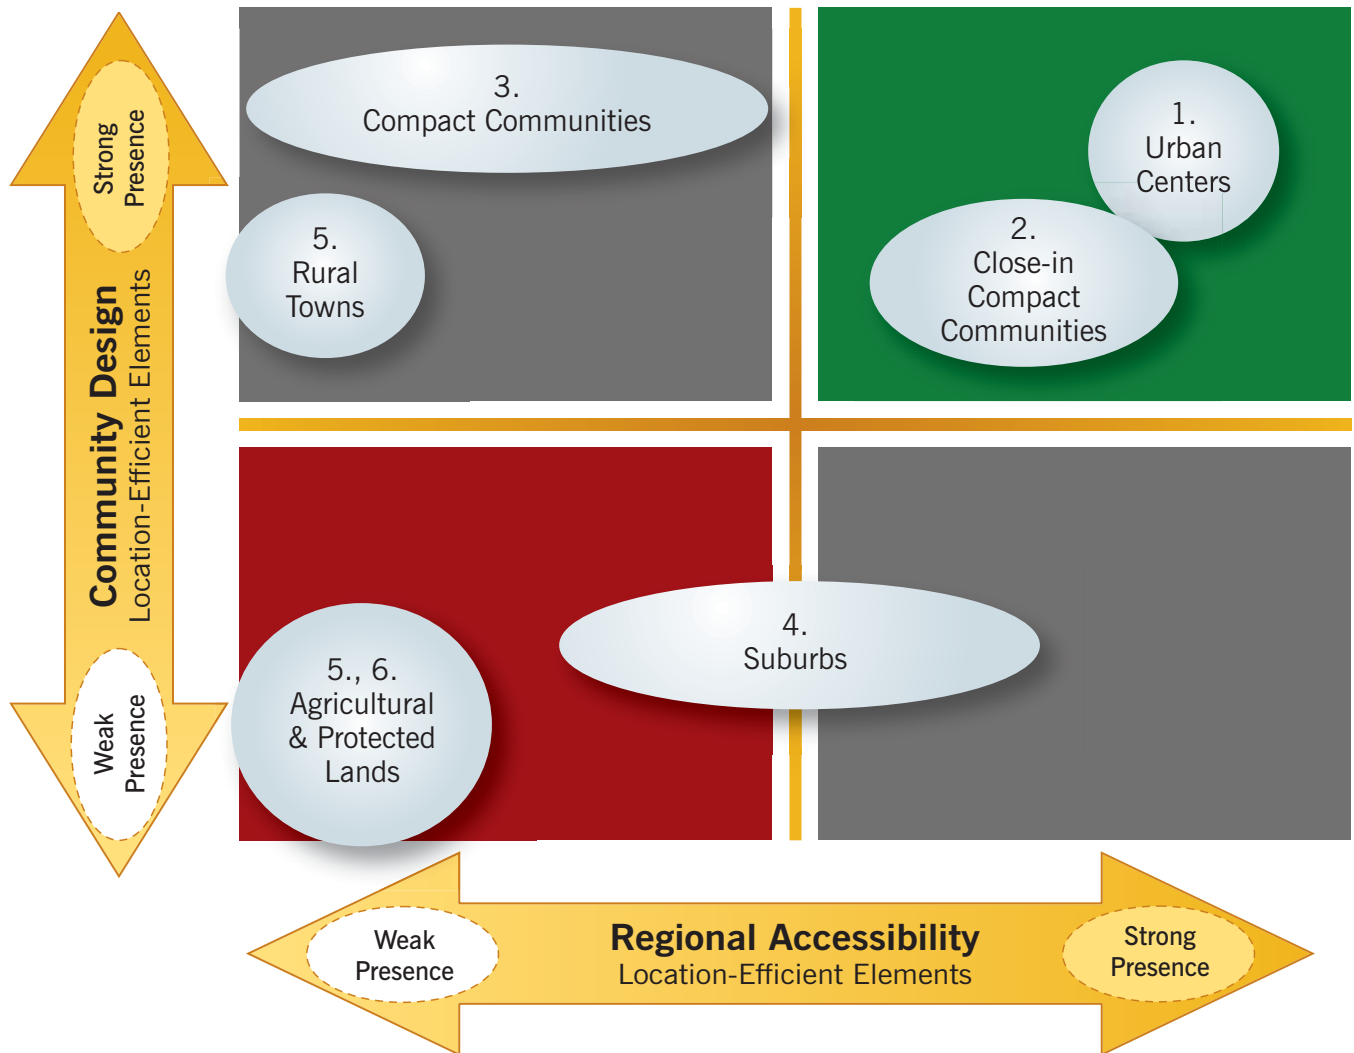 Strong
Presence
Community Design
Location-Efficient Elements
Weak
Presence
3.
Compact Communities
1.
Urban
Centers
5.
Rural
Towns
2.
Close-in
Compact
Communities
4.
Suburbs
5., 6.
Agricultural
& Protected
Lands
Weak
Presence
Regional Accessibility
Location-Efficient Elements
Strong
Presence